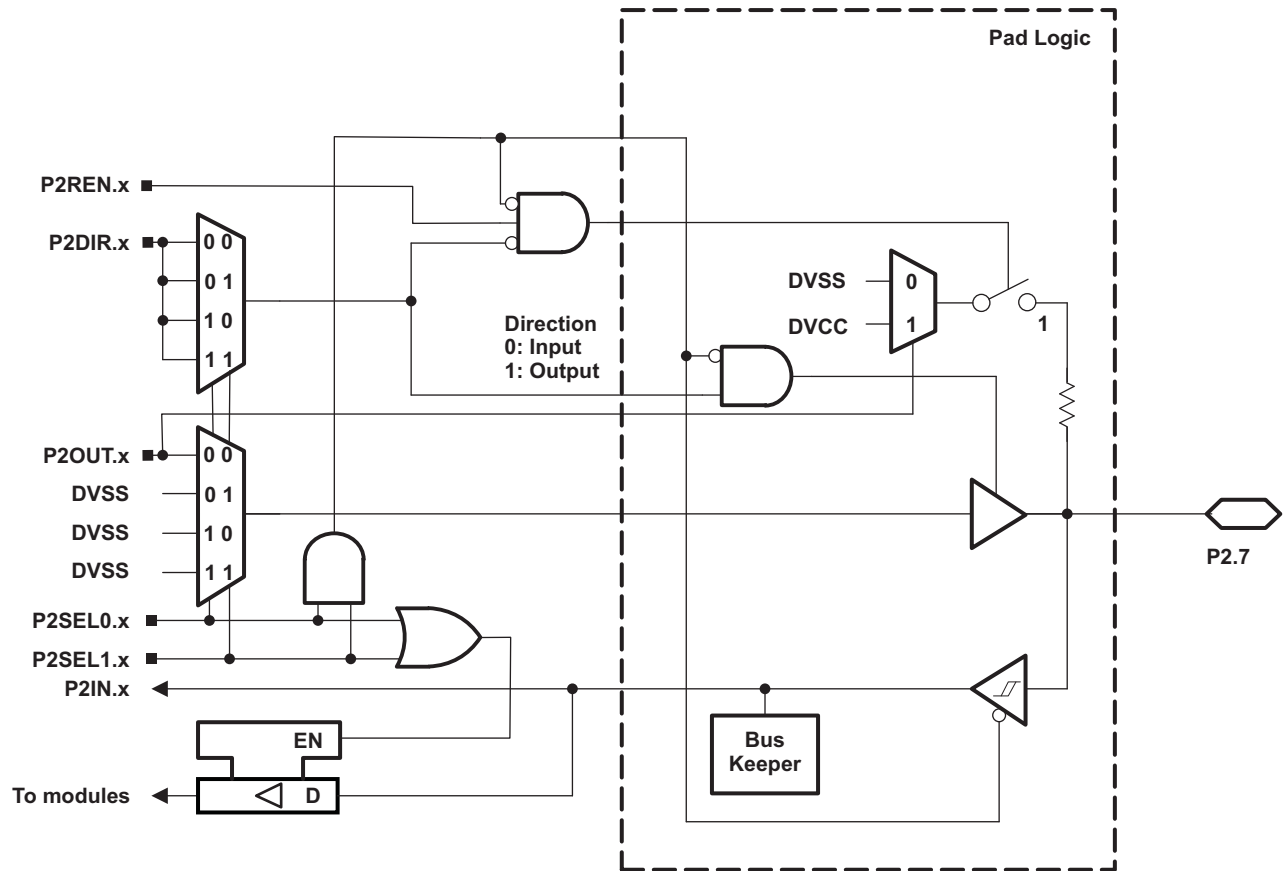 Pad Logic
P2REN.x
P2DIR.x
0 0
0 1
1 0
1 1
Direction
0: Input
1: Output
DVSS
DVCC
0
1
1
P2OUT.x
DVSS
DVSS
DVSS
0 0
0 1
1 0
1 1
P2.7
P2SEL0.x
P2SEL1.x
P2IN.x
Bus
Keeper
EN
D
To modules